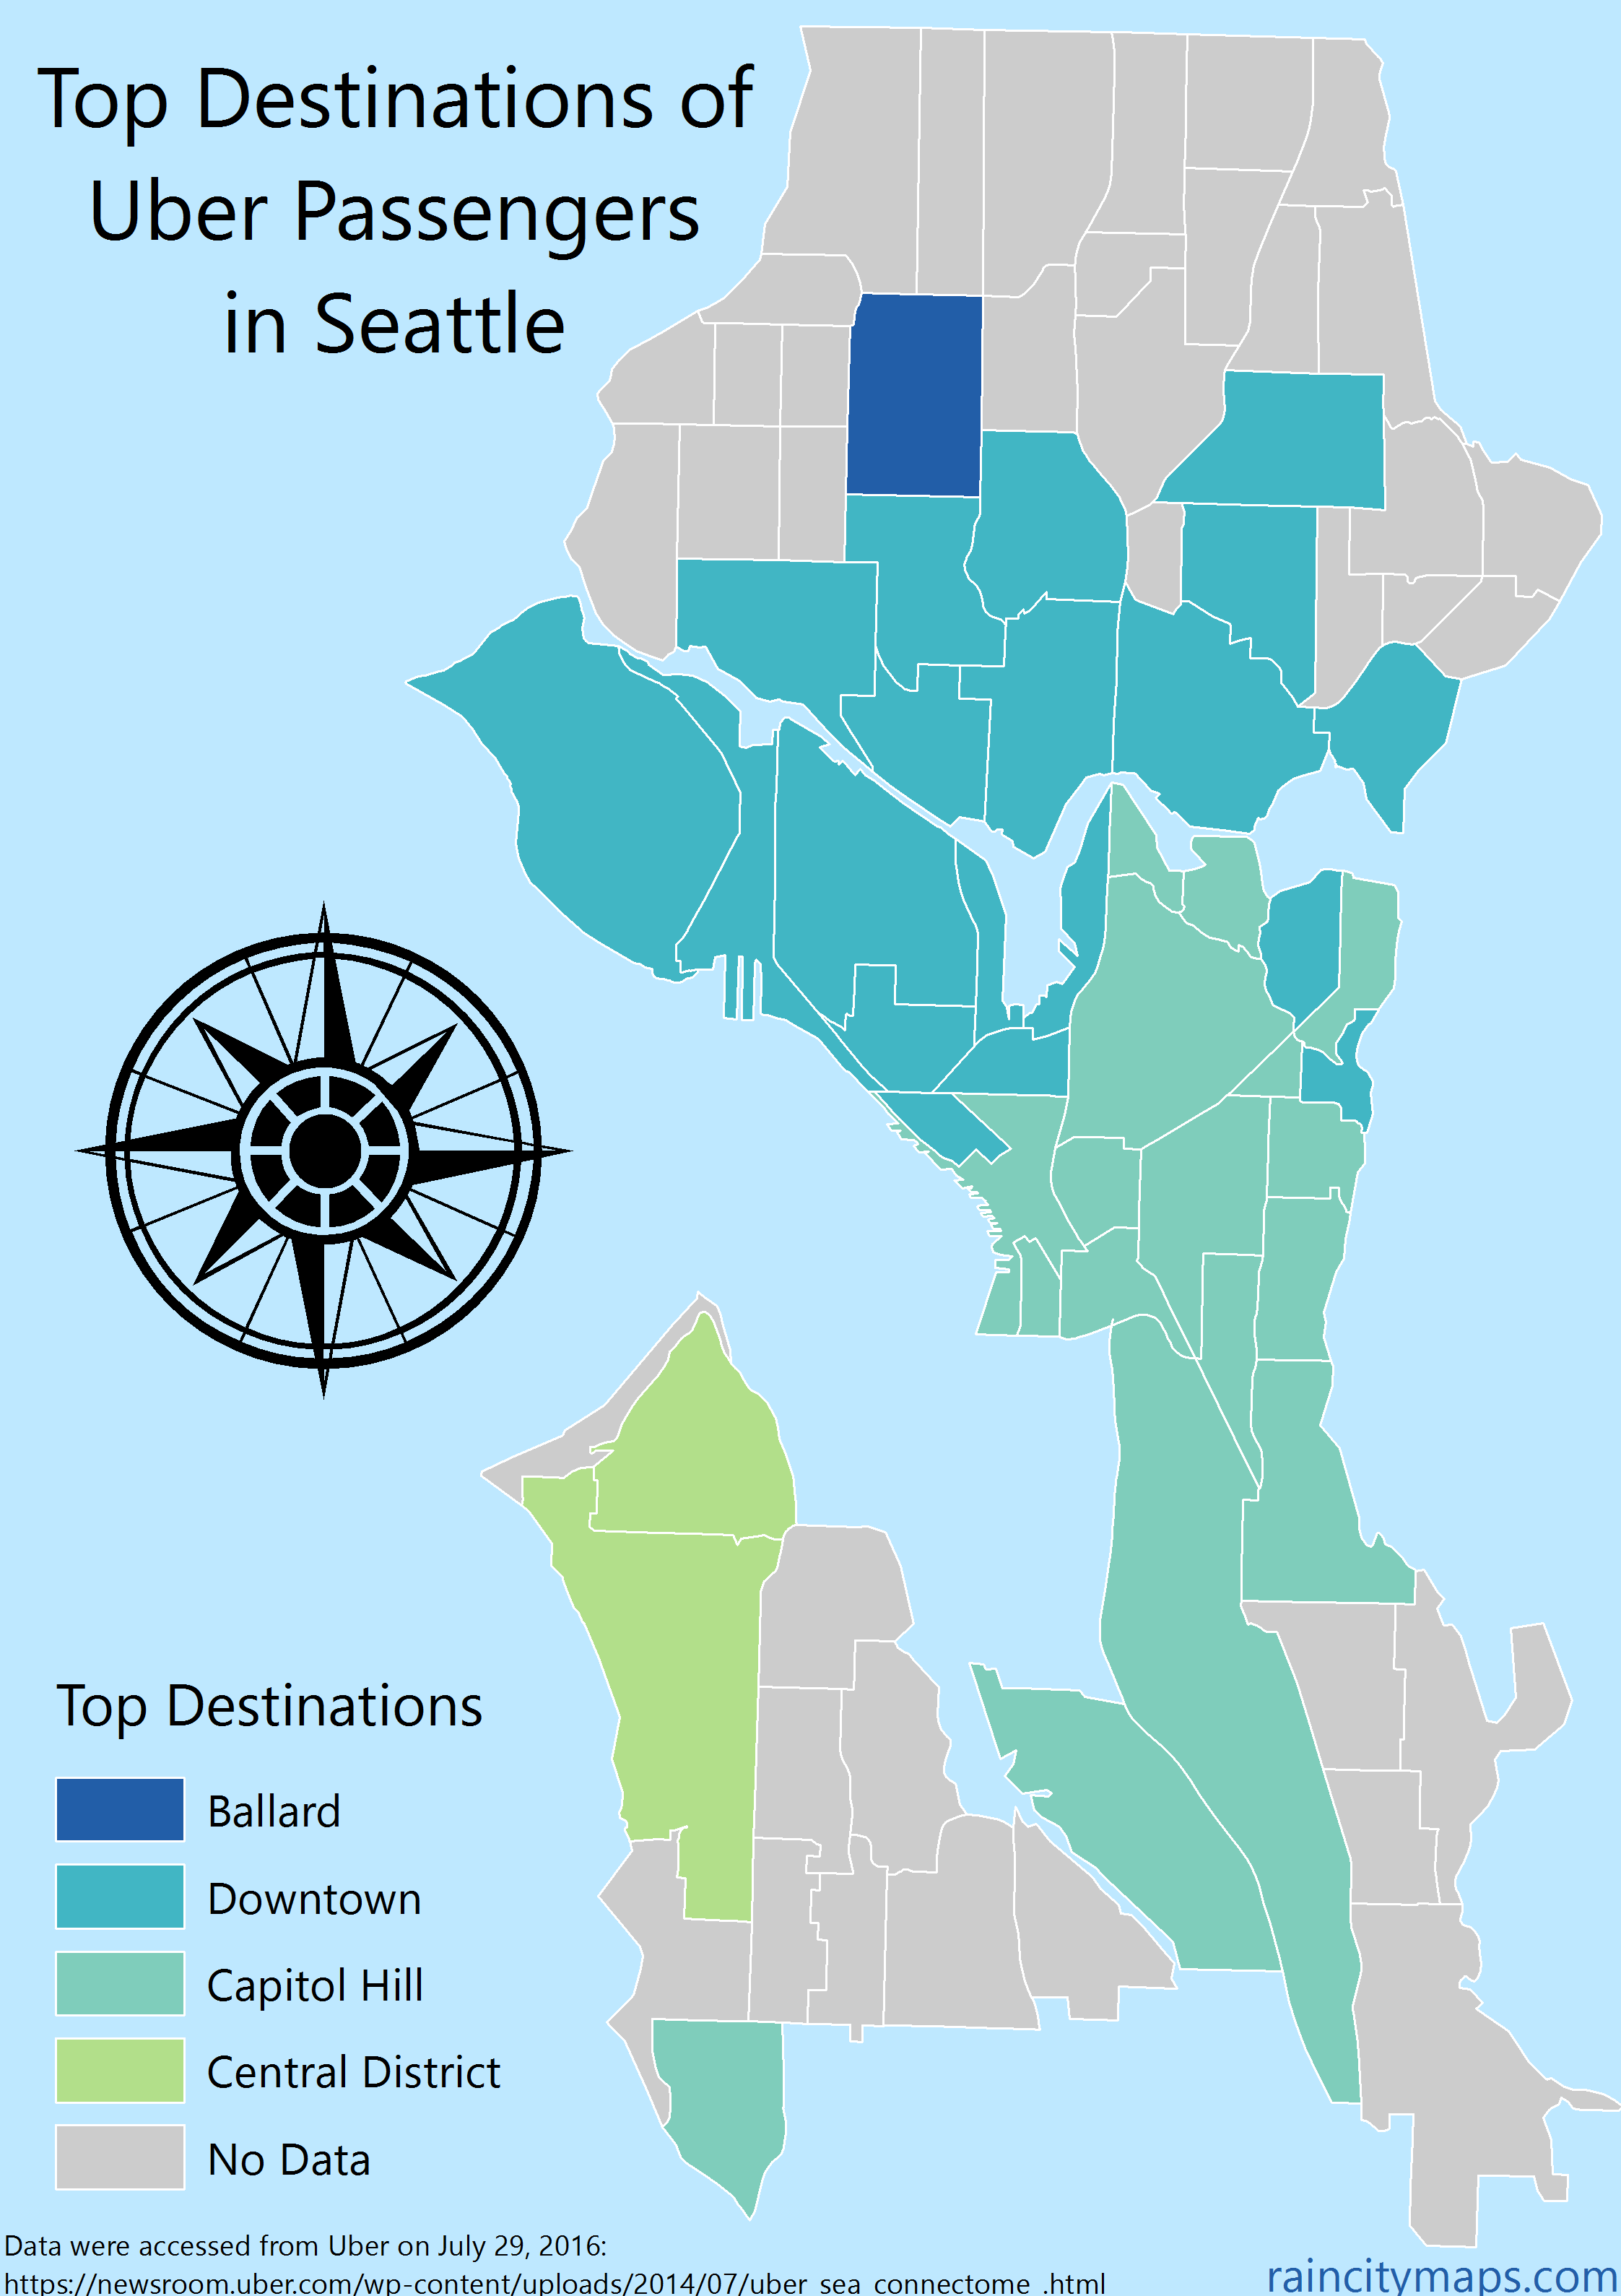 Top Destinations of
Uber Passengers
in Seattle
Top Destinations
Ballard
Downtown
Capitol Hill
Central District
No Data
Data were accessed from Uber on July 29, 2016:
https://newsroom.uber.com/wp-content/uploads/2014/07/uber_sea_connectome_.html
raincitymaps.com